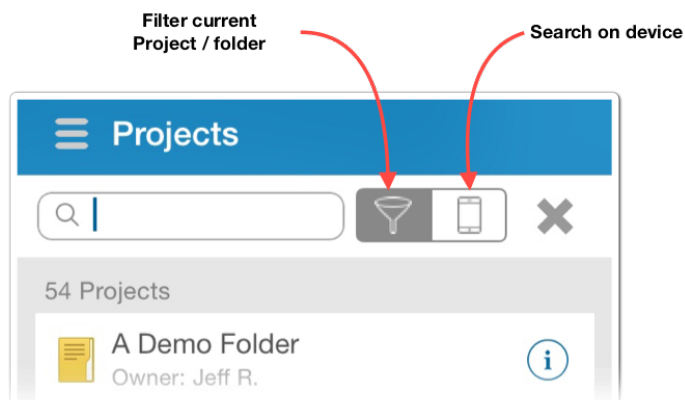 Filter current
Project / folder
Search on device
Projects
54 Projects
A Demo Folder
i
Owner: Jeff R.